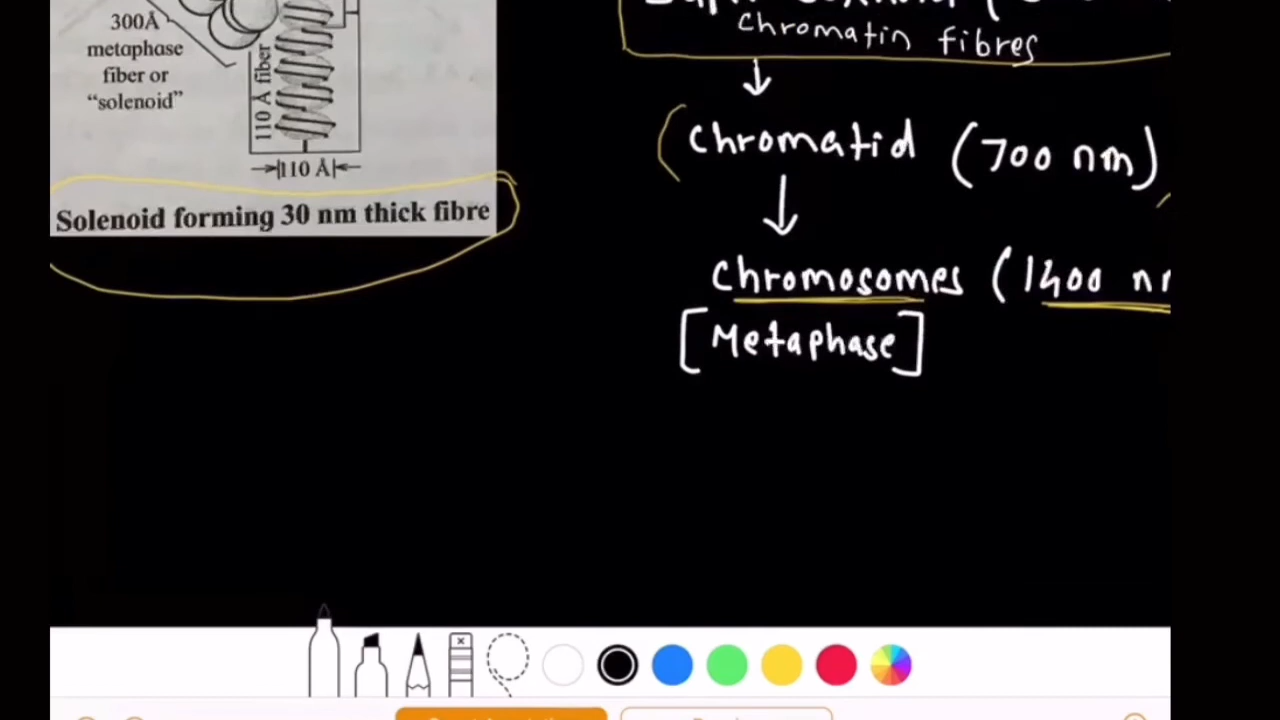 300Å
metaphase
fiber or
“solenoid”
110 Å fiber
110 Å
Solenoid forming 30 nm thick fibre
Chromatin fibres
Chromatid (700 nm)
Chromosomes (1400 nm
[Metaphase]